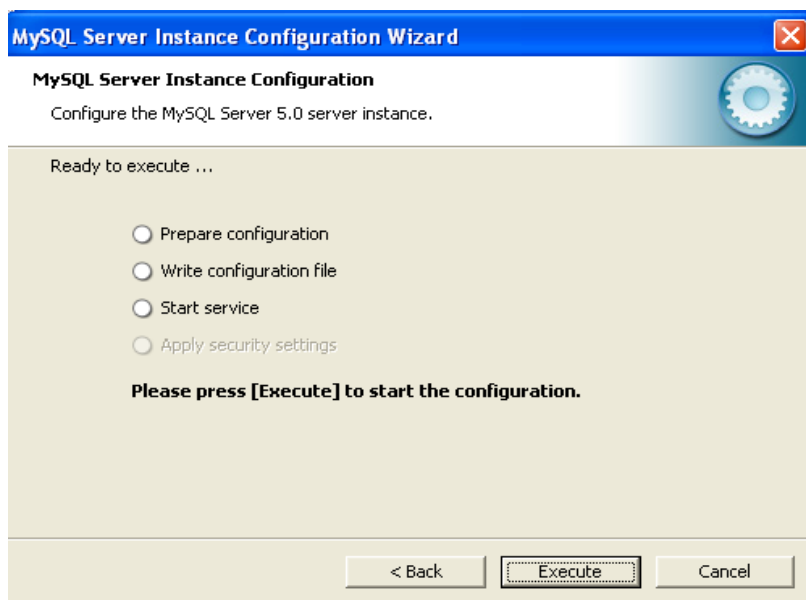 MySQL Server Instance Configuration Wizard
MySQL Server Instance Configuration
Configure the MySQL Server 5.0 server instance.
Ready to execute ...
Prepare configuration
Write configuration file
Start service
Apply security settings
Please press [Execute] to start the configuration.
< Back Execute Cancel